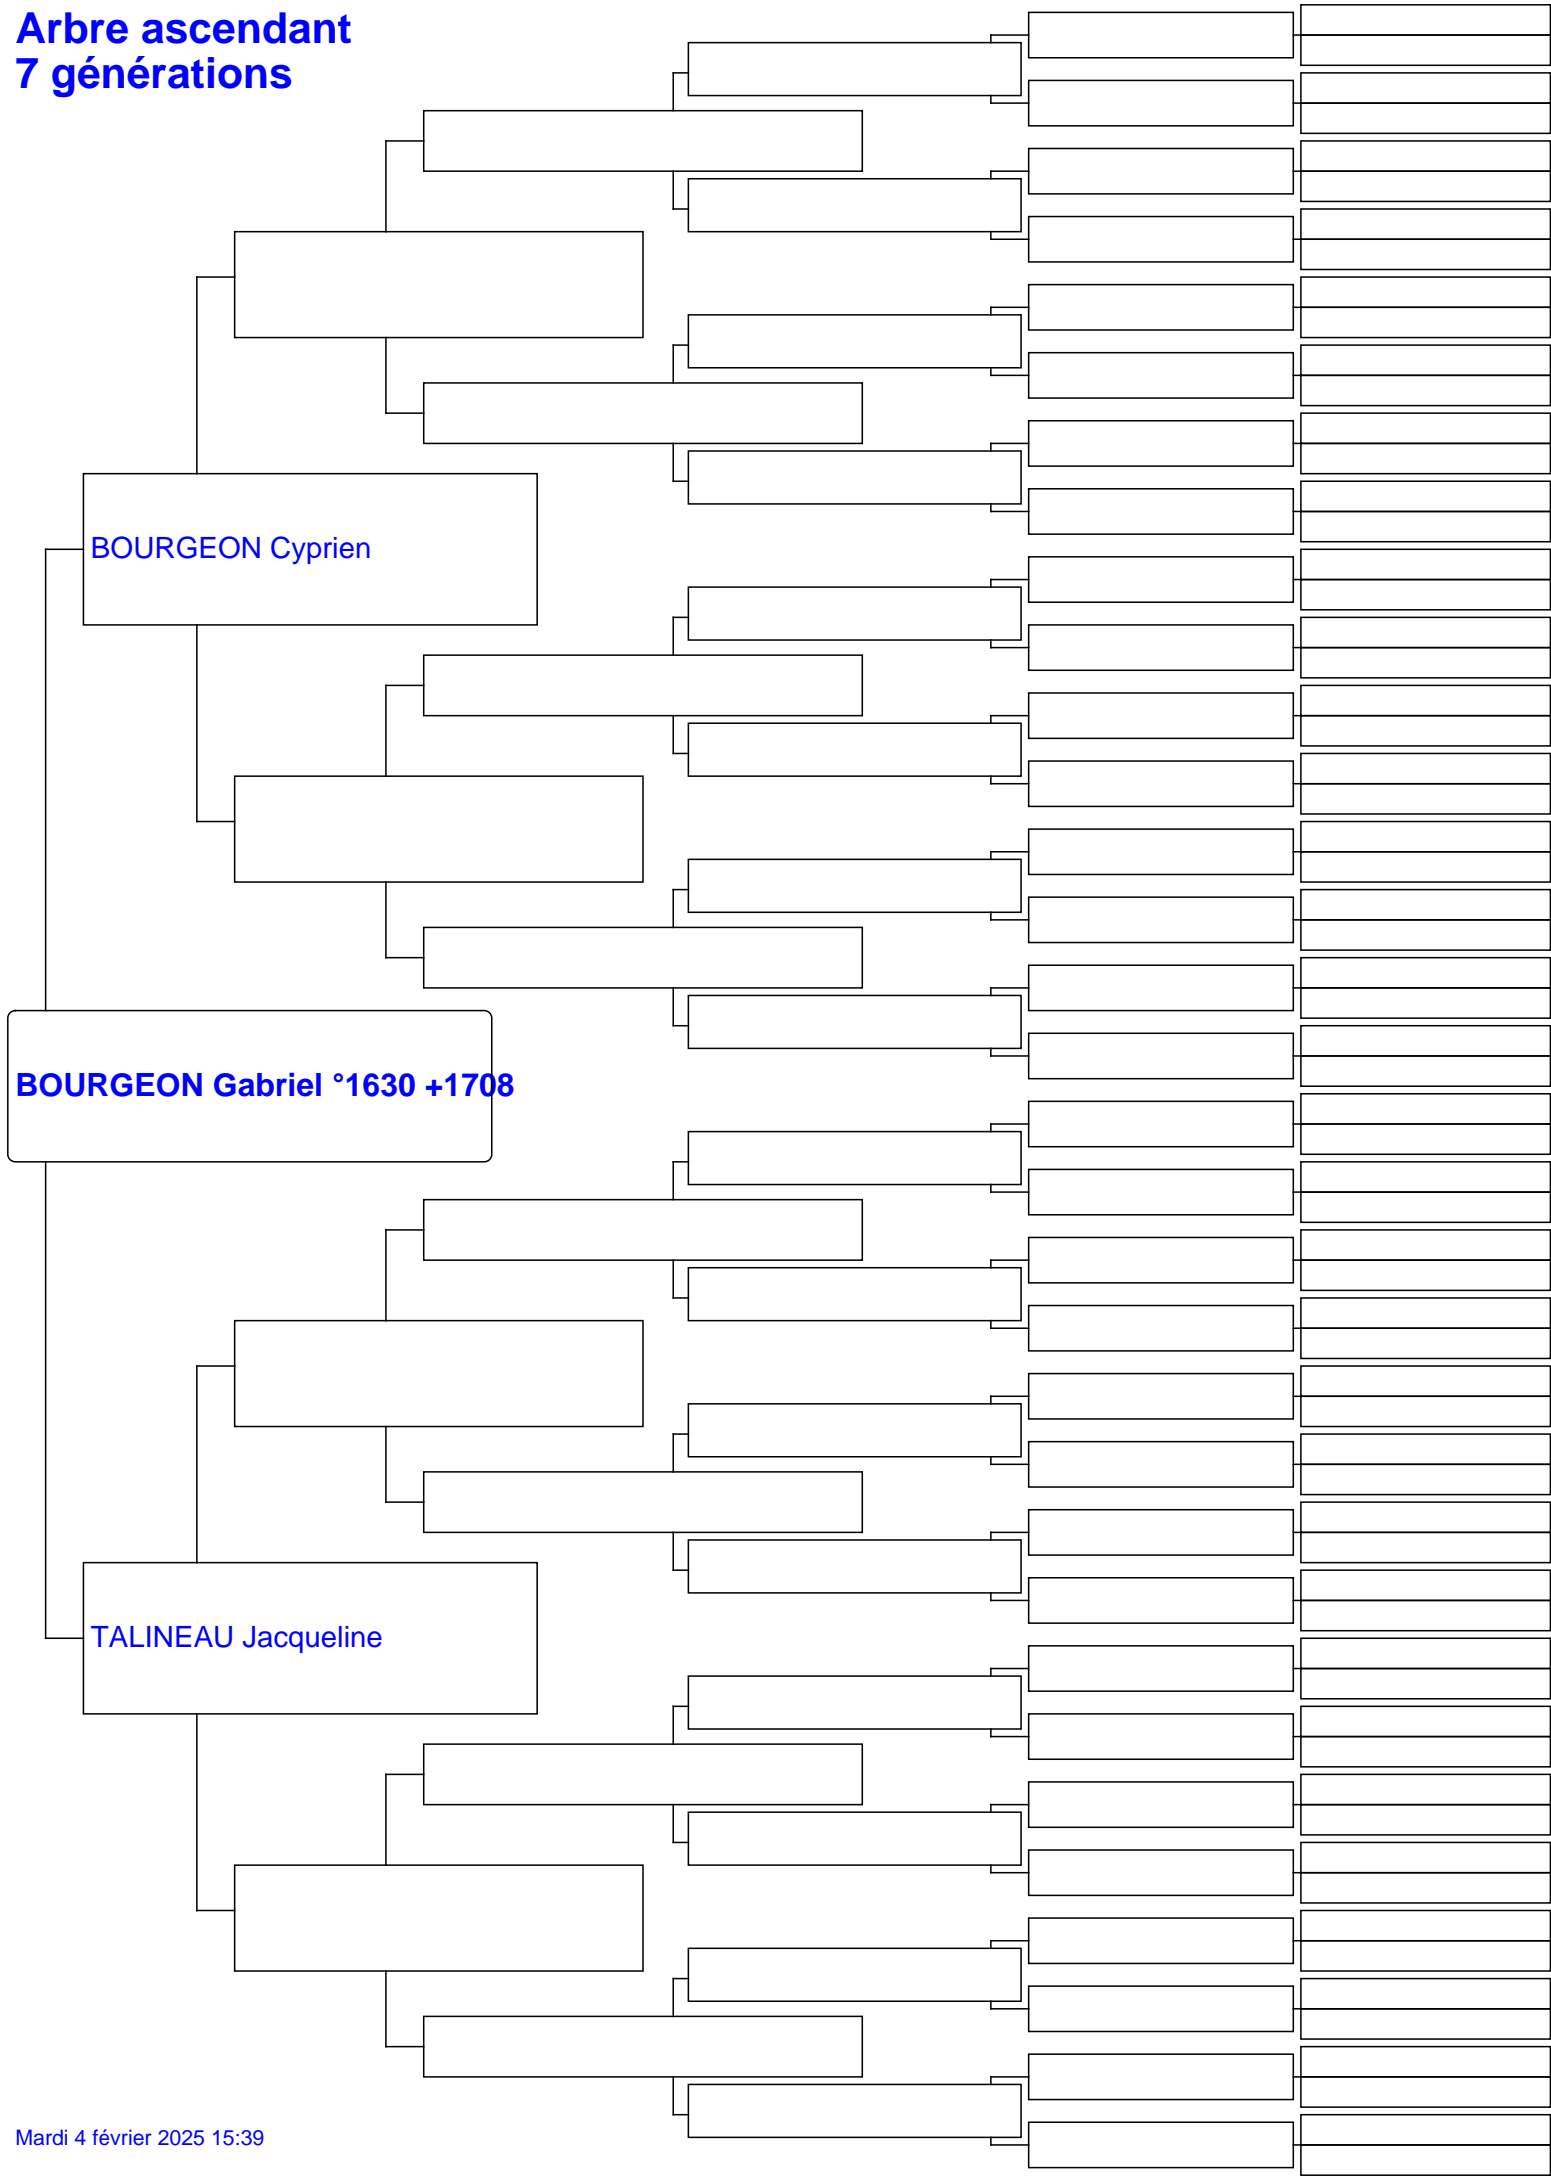 Arbre ascendant
7 générations
BOURGEON Cyprien
BOURGEON Gabriel °1630 +1708
TALINEAU Jacqueline
Mardi 4 février 2025 15:39